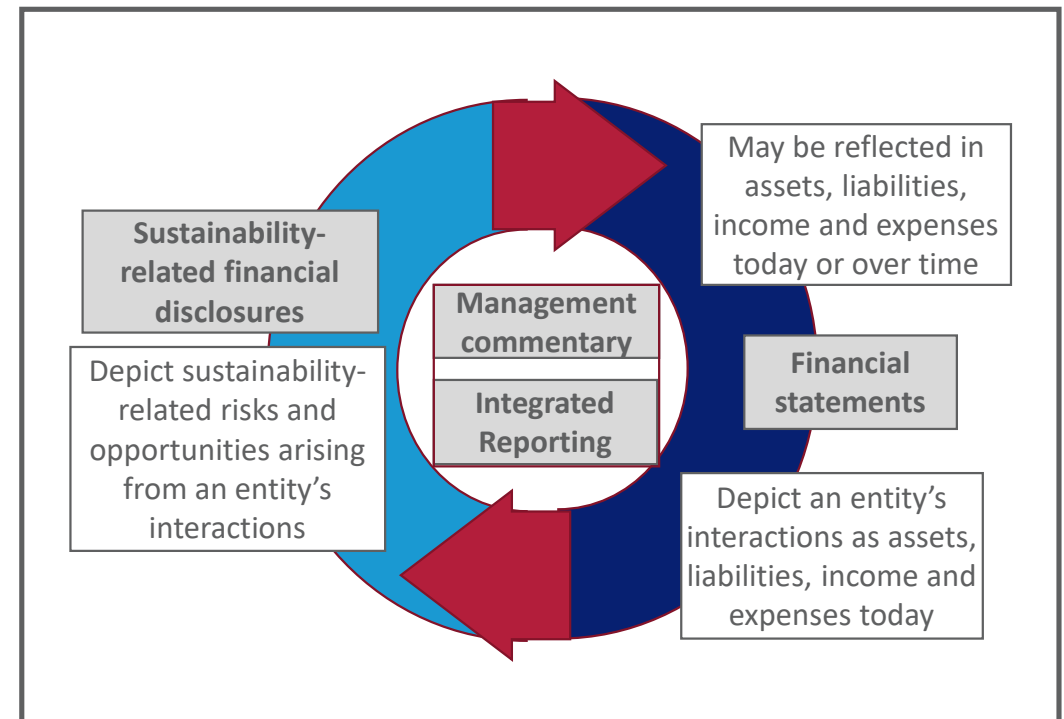 Sustainability-
related financial
disclosures
Depict sustainability-
related risks and
opportunities arising
from an entity’s
interactions
Management
commentary
Integrated
Reporting
May be reflected in
assets, liabilities,
income and expenses
today or over time
Financial
statements
Depict an entity’s
interactions as assets,
liabilities, income and
expenses today